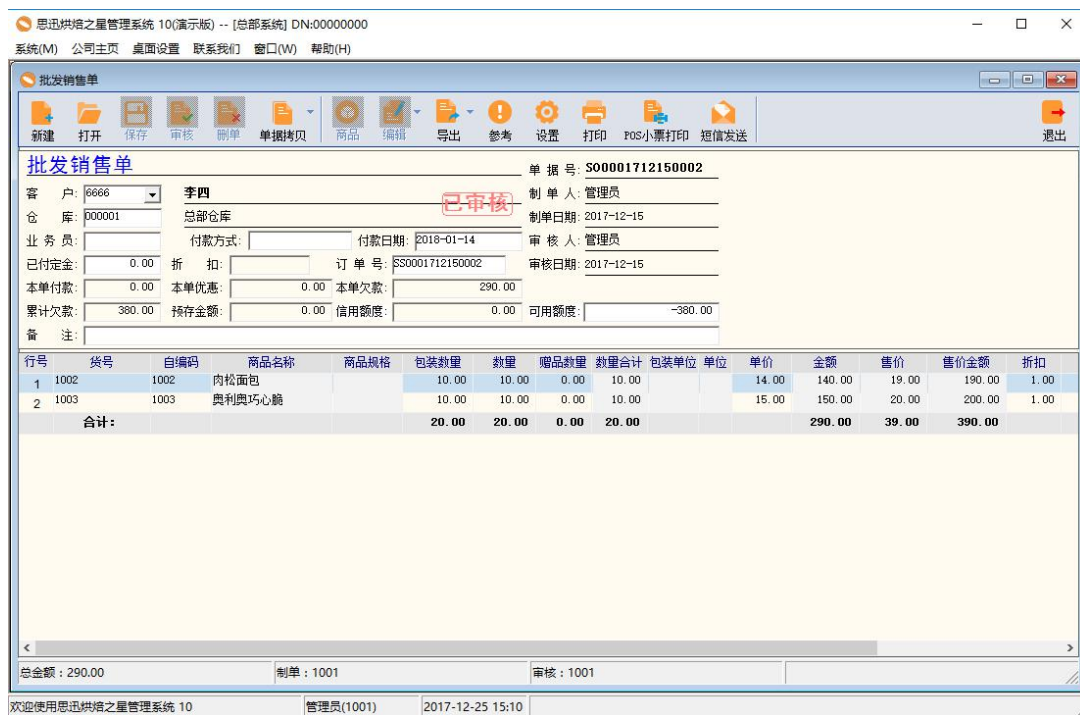 思迅烘焙之星管理系统 10(演示版) -- [总部系统] DN:00000000
系统(M) 公司主页 桌面设置 联系我们 窗口(W) 帮助(H)
批发销售单
新建 打开 保存 审核 删单 单据拷贝 商品 编辑 导出 参考 设置 打印 POS小票打印 短信发送 退出
批发销售单 单 据 号: SO00001712150002
客 户: 6666 李四 已审核 制 单 人: 管理员
仓 库: 000001 总部仓库 制单日期: 2017-12-15
业 务 员: 付款方式: 付款日期: 2018-01-14 审 核 人: 管理员
已付定金: 0.00 折 扣: 订 单 号: SS0001712150002 审核日期: 2017-12-15
本单付款: 0.00 本单优惠: 0.00 本单欠款: 290.00
累计欠款: 380.00 预存金额: 0.00 信用额度: 0.00 可用额度: -380.00
备 注:
行号 货号 自编码 商品名称 商品规格 包装数量 数量 赠品数量 数量合计 包装单位 单位 单价 金额 售价 售价金额 折扣
1 1002 1002 肉松面包 10.00 10.00 0.00 10.00 14.00 140.00 19.00 190.00 1.00
2 1003 1003 奥利奥巧心脆 10.00 10.00 0.00 10.00 15.00 150.00 20.00 200.00 1.00
合计: 20.00 20.00 0.00 20.00 290.00 39.00 390.00
总金额：290.00 制单：1001 审核：1001
欢迎使用思迅烘焙之星管理系统 10 管理员(1001) 2017-12-25 15:10